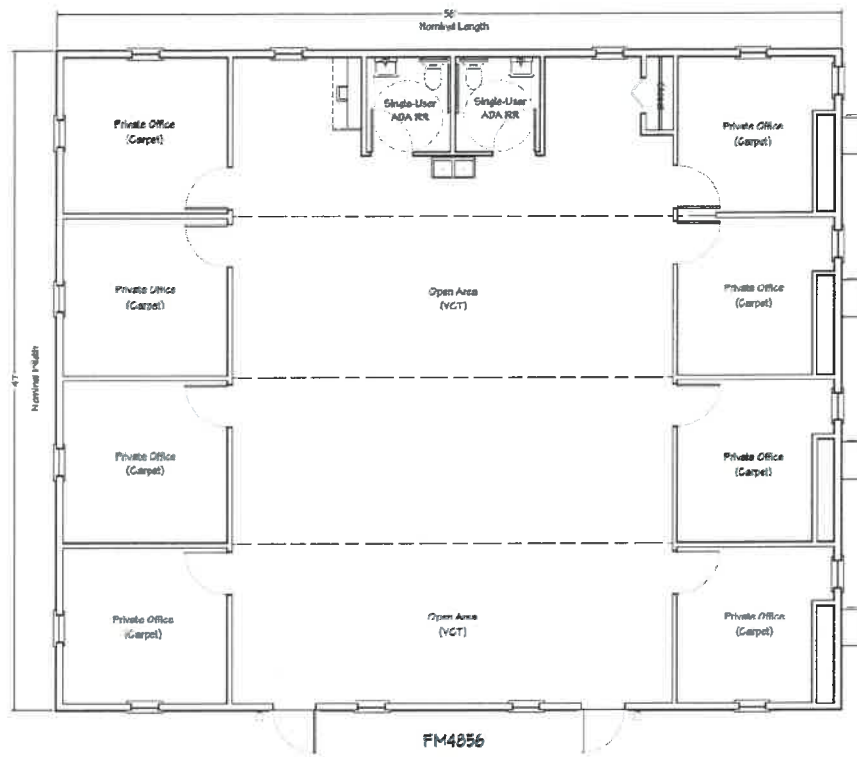 56'
Nominal Length
Single-User
ADA RR
Single-User
ADA RR
Private Office
(Carpet)
Private Office
(Carpet)
Private Office
(Carpet)
Open Area
(VCT)
Private Office
(Carpet)
47'
Nominal Width
Private Office
(Carpet)
Private Office
(Carpet)
Private Office
(Carpet)
Open Area
(VCT)
Private Office
(Carpet)
FM4856